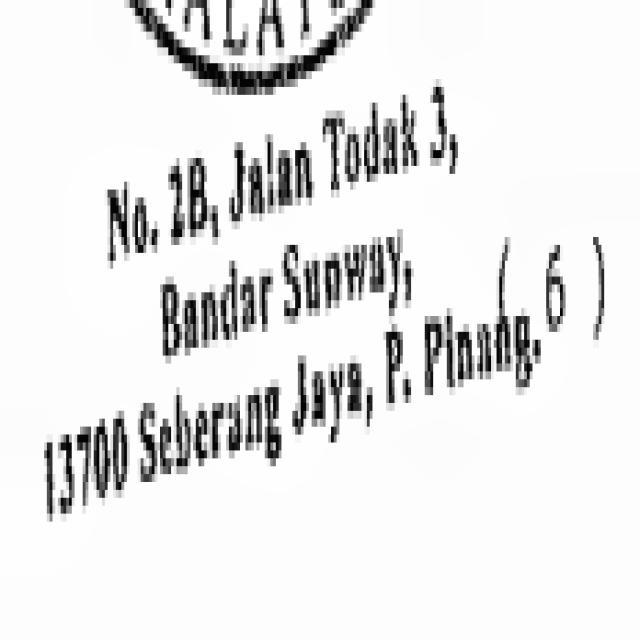 No. 2B, Jalan Todak 3,
Bandar Sunway,
( 6 )
13700 Seberang Jaya, P. Pinang.